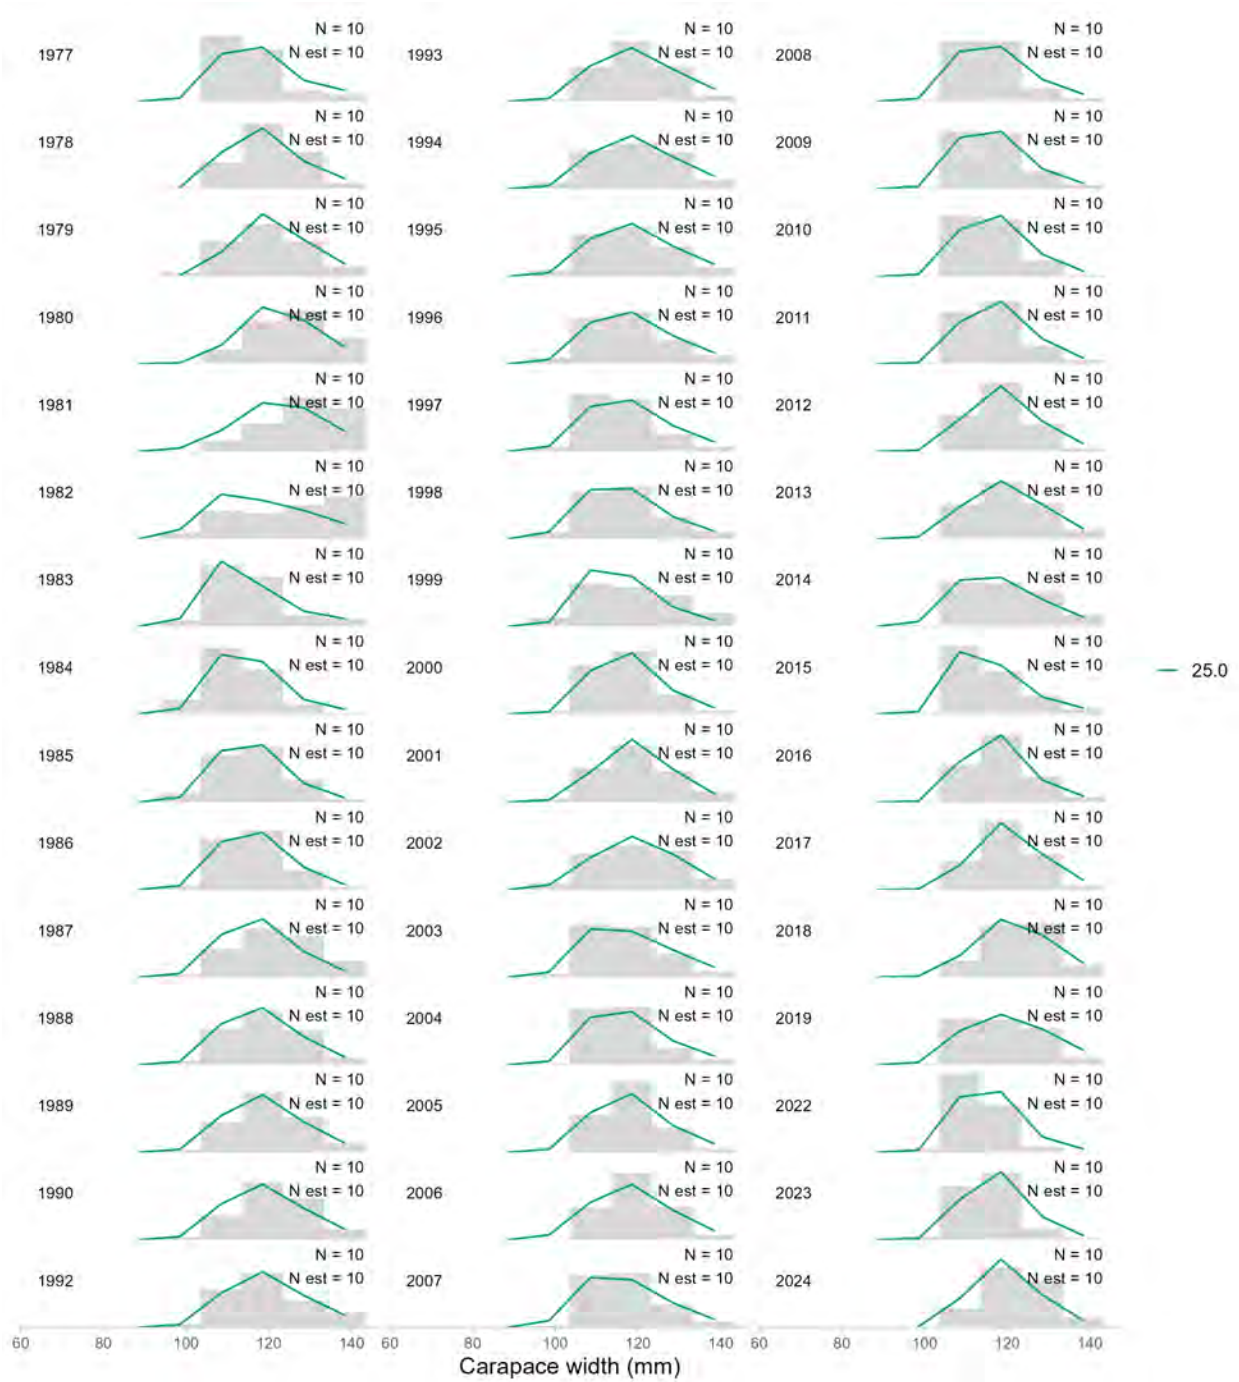 N = 10 N = 10 N = 10
1977 N est = 10 1993 N est = 10 2008 N est = 10
N = 10 N = 10 N = 10
1978 N est = 10 1994 N est = 10 2009 N est = 10
N = 10 N = 10 N = 10
1979 N est = 10 1995 N est = 10 2010 N est = 10
N = 10 N = 10 N = 10
1980 N est = 10 1996 N est = 10 2011 N est = 10
N = 10 N = 10 N = 10
1981 N est = 10 1997 N est = 10 2012 N est = 10
N = 10 N = 10 N = 10
1982 N est = 10 1998 N est = 10 2013 N est = 10
N = 10 N = 10 N = 10
1983 N est = 10 1999 N est = 10 2014 N est = 10
N = 10 N = 10 N = 10
1984 N est = 10 2000 N est = 10 2015 N est = 10 25.0
N = 10 N = 10 N = 10
1985 N est = 10 2001 N est = 10 2016 N est = 10
N = 10 N = 10 N = 10
1986 N est = 10 2002 N est = 10 2017 N est = 10
N = 10 N = 10 N = 10
1987 N est = 10 2003 N est = 10 2018 N est = 10
N = 10 N = 10 N = 10
1988 N est = 10 2004 N est = 10 2019 N est = 10
N = 10 N = 10 N = 10
1989 N est = 10 2005 N est = 10 2022 N est = 10
N = 10 N = 10 N = 10
1990 N est = 10 2006 N est = 10 2023 N est = 10
N = 10 N = 10 N = 10
1992 N est = 10 2007 N est = 10 2024 N est = 10
60 80 100 120 140 60 80 100 120 140 60 80 100 120 140
Carapace width (mm)